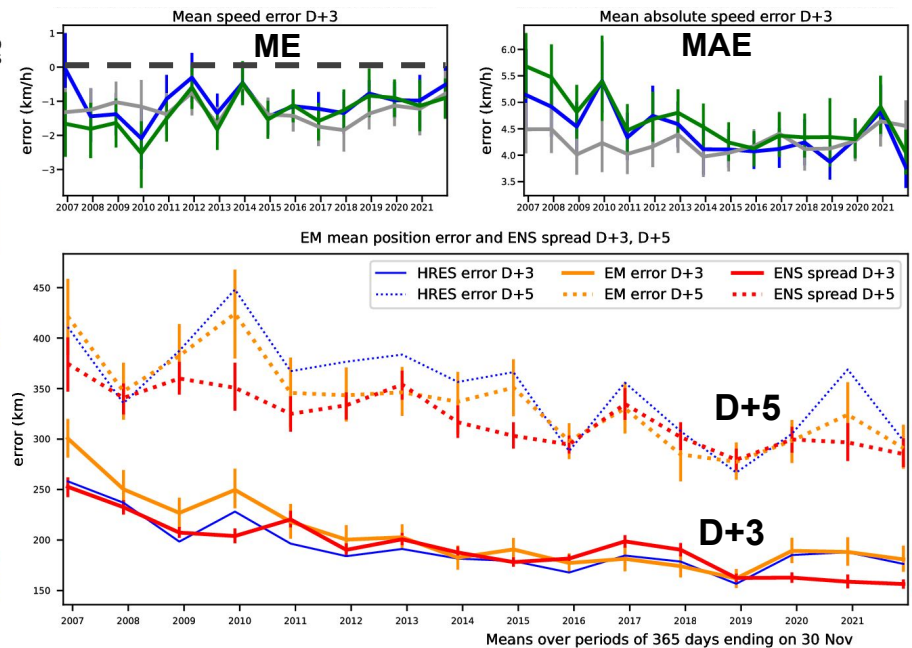 Mean speed error D+3
ME
error (km/h)
1
0
−1
−2
−3
2007 2008 2009 2010 2011 2012 2013 2014 2015 2016 2017 2018 2019 2020 2021
Mean absolute speed error D+3
MAE
error (km/h)
6.0
5.5
5.0
4.5
4.0
3.5
2007 2008 2009 2010 2011 2012 2013 2014 2015 2016 2017 2018 2019 2020 2021
EM mean position error and ENS spread D+3, D+5
HRES error D+3 EM error D+3 ENS spread D+3
HRES error D+5 EM error D+5 ENS spread D+5
error (km)
450
400
350
300
250
200
150
D+5
D+3
2007 2008 2009 2010 2011 2012 2013 2014 2015 2016 2017 2018 2019 2020 2021
Means over periods of 365 days ending on 30 Nov